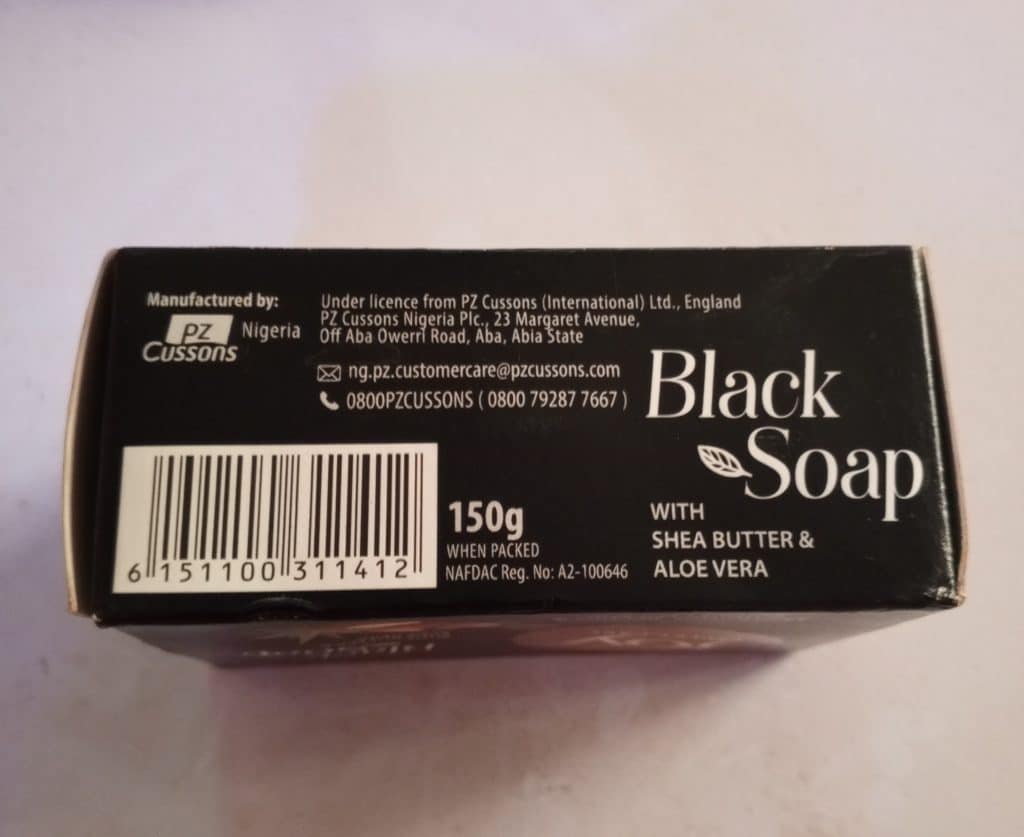 Manufactured by:
PZ
Cussons
Nigeria
Under licence from PZ Cussons (International) Ltd., England
PZ Cussons Nigeria Plc., 23 Margaret Avenue,
Off Aba Owerri Road, Aba, Abia State
ng.pz.customercare@pzcussons.com
0800PZCUSSONS ( 0800 79287 7667 )
Black
Soap
WITH
SHEA BUTTER &
ALOE VERA
150g
WHEN PACKED
NAFDAC Reg. No: A2-100646
6 151100 311412